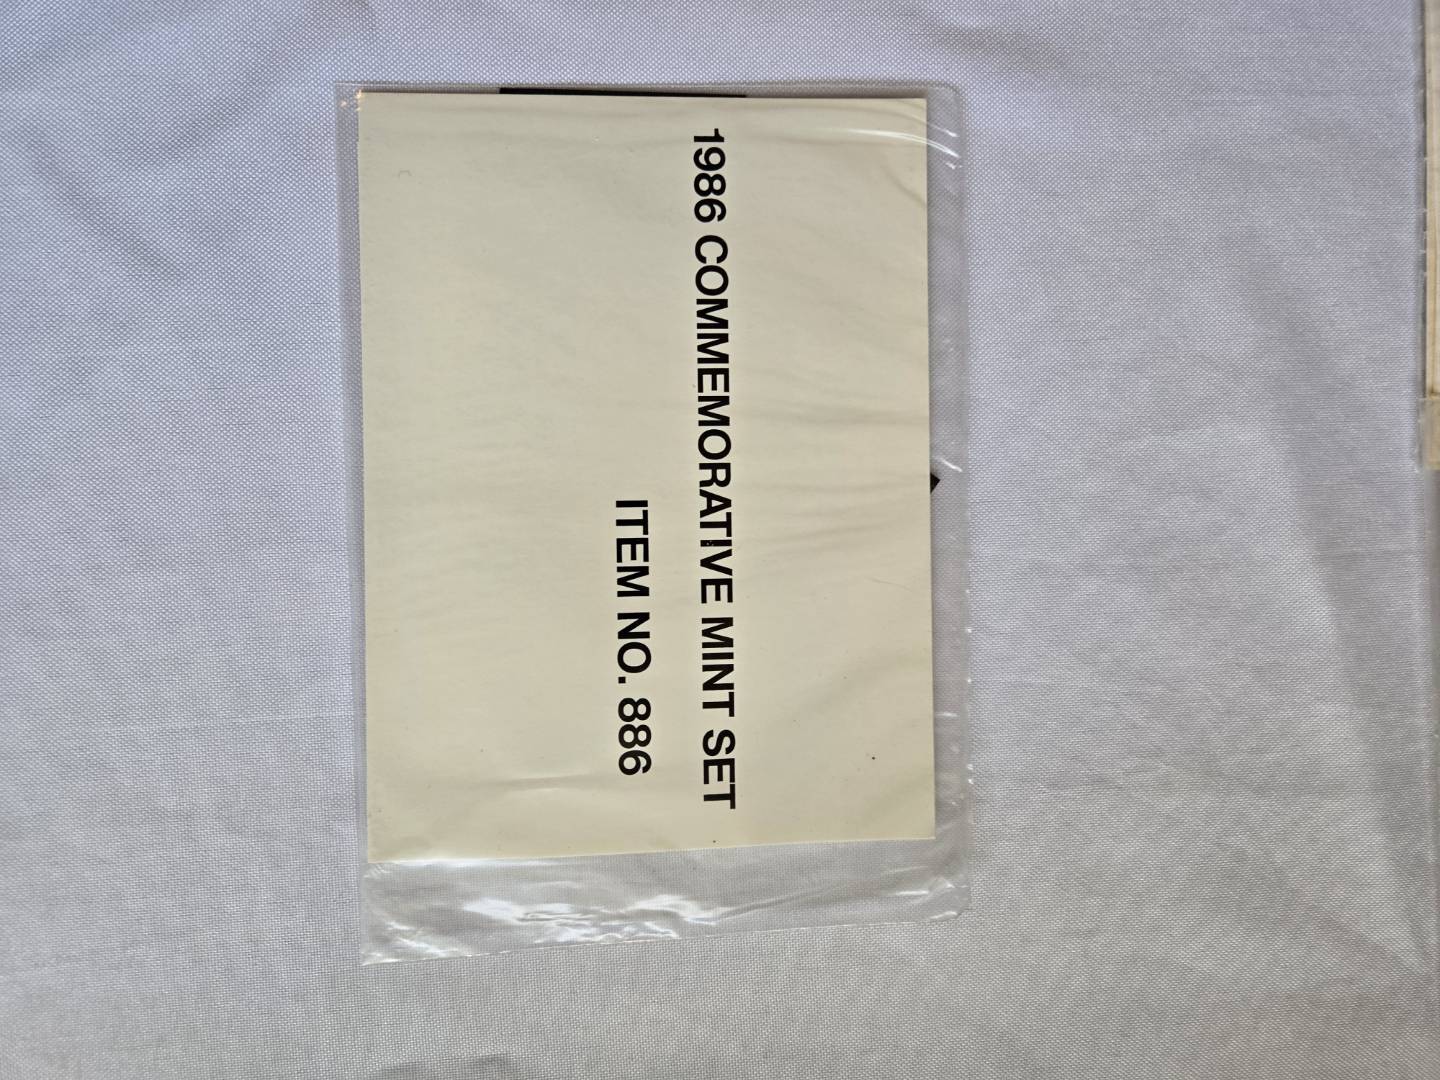 1986 COMMEMORATIVE MINT SET
ITEM NO. 886